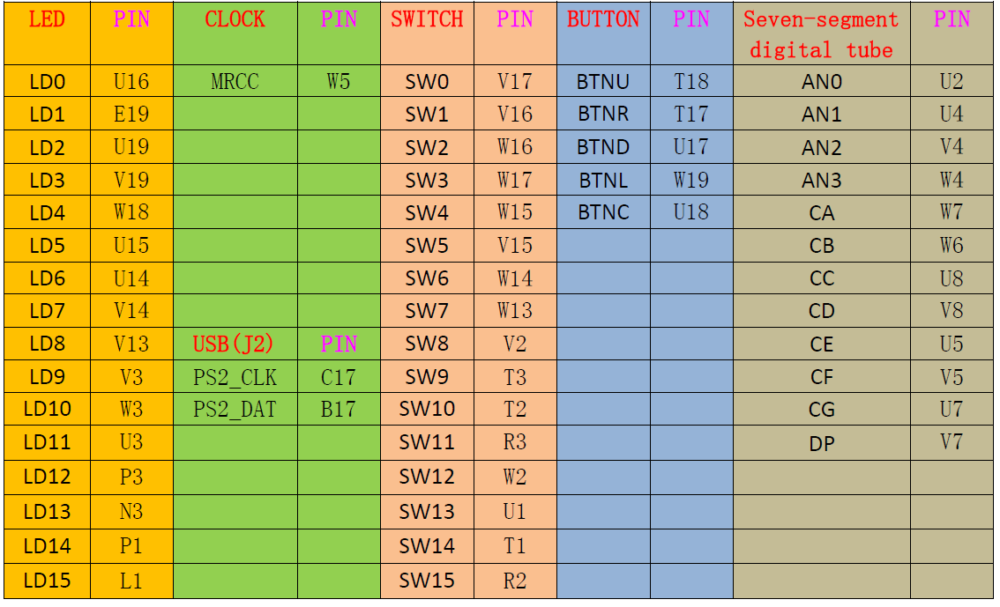 LED PIN CLOCK PIN SWITCH PIN BUTTON PIN Seven-segment PIN
digital tube
LD0 U16 MRCC W5 SW0 V17 BTNU T18 AN0 U2
LD1 E19 SW1 V16 BTNR T17 AN1 U4
LD2 U19 SW2 W16 BTND U17 AN2 V4
LD3 V19 SW3 W17 BTNL W19 AN3 W4
LD4 W18 SW4 W15 BTNC U18 CA W7
LD5 U15 SW5 V15 CB W6
LD6 U14 SW6 W14 CC U8
LD7 V14 SW7 W13 CD V8
LD8 V13 USB(J2) PIN SW8 V2 CE U5
LD9 V3 PS2_CLK C17 SW9 T3 CF V5
LD10 W3 PS2_DAT B17 SW10 T2 CG U7
LD11 U3 SW11 R3 DP V7
LD12 P3 SW12 W2
LD13 N3 SW13 U1
LD14 P1 SW14 T1
LD15 L1 SW15 R2